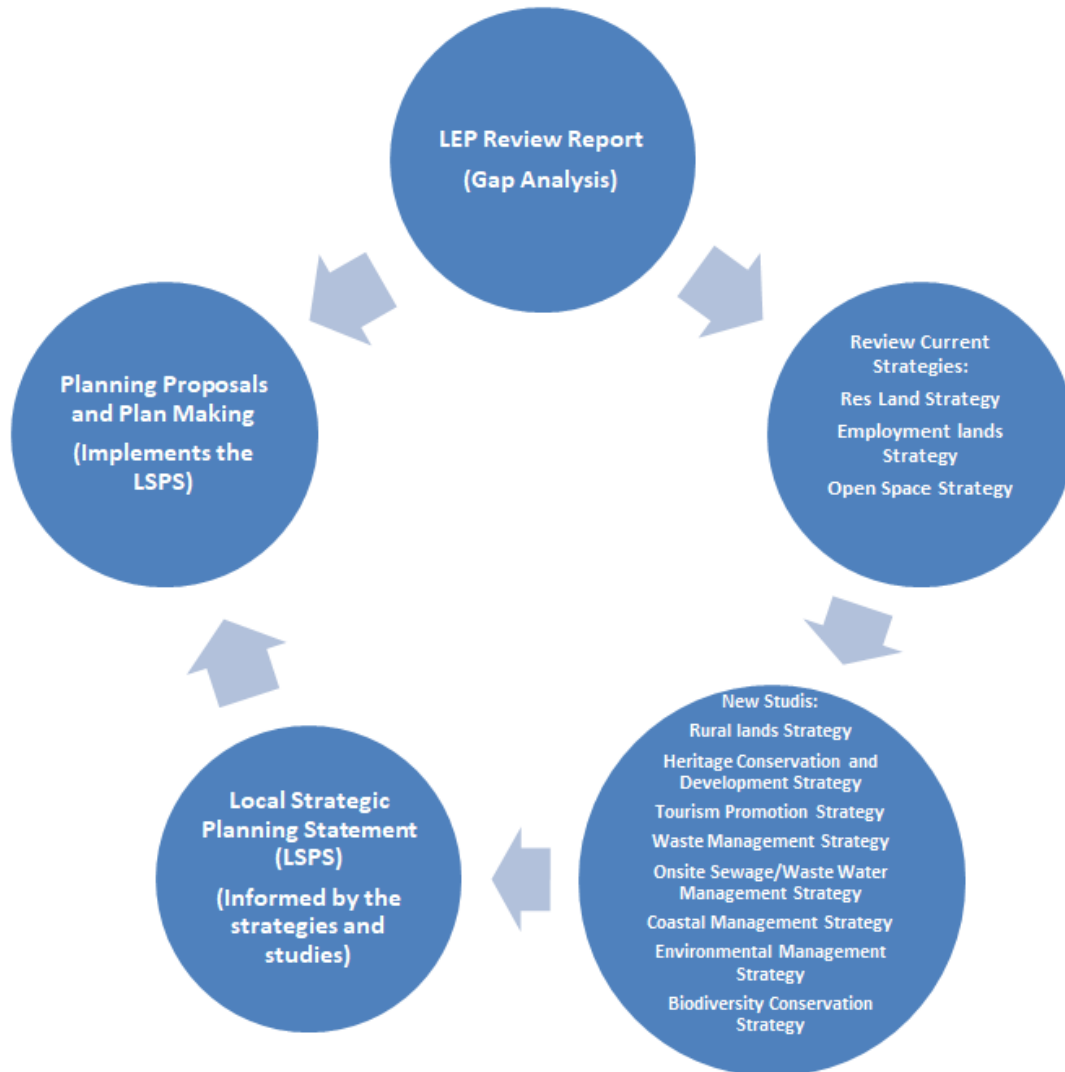 LEP Review Report
(Gap Analysis)
Review Current
Strategies:
Res Land Strategy
Employment lands
Strategy
Open Space Strategy
New Studis:
Rural lands Strategy
Heritage Conservation and
Development Strategy
Tourism Promotion Strategy
Waste Management Strategy
Onsite Sewage/Waste Water
Management Strategy
Coastal Management Strategy
Environmental Management
Strategy
Biodiversity Conservation
Strategy
Local Strategic
Planning Statement
(LSPS)
(Informed by the
strategies and
studies)
Planning Proposals
and Plan Making
(Implements the
LSPS)